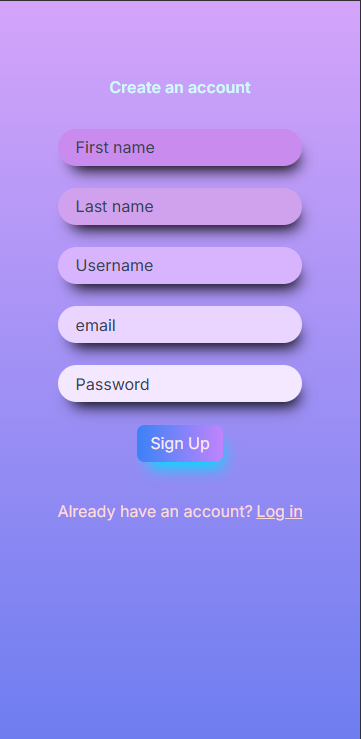 Create an account
First name
Last name
Username
email
Password
Sign Up
Already have an account? Log in